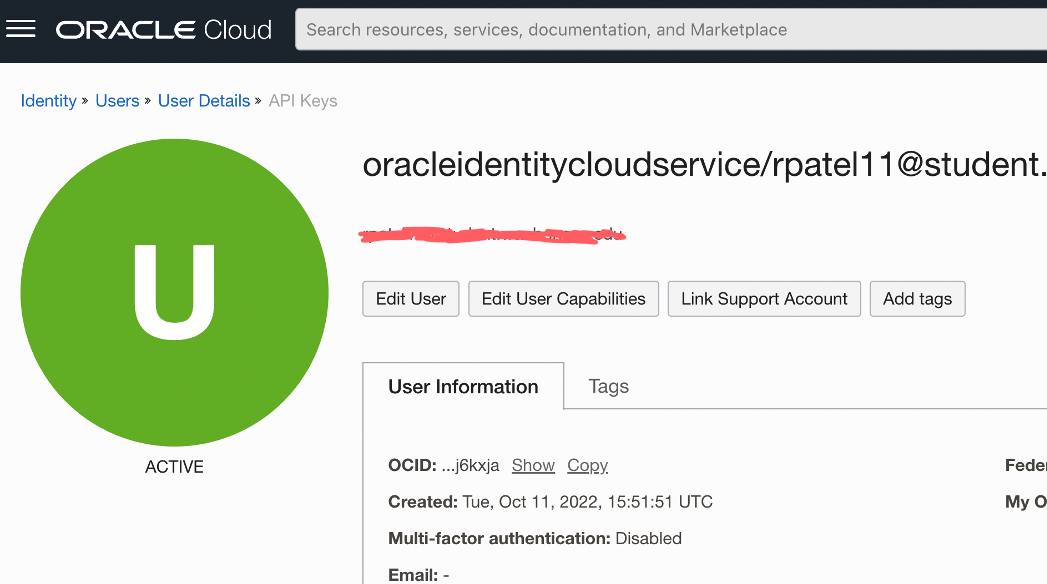 ORACLE Cloud
Search resources, services, documentation, and Marketplace
Identity » Users » User Details » API Keys
U
ACTIVE
oracleidentitycloudservice/rpatel11@student.
Edit User Edit User Capabilities Link Support Account Add tags
User Information Tags
OCID: ...j6kxja Show Copy
Created: Tue, Oct 11, 2022, 15:51:51 UTC
Multi-factor authentication: Disabled
Email: -
Feder
My O